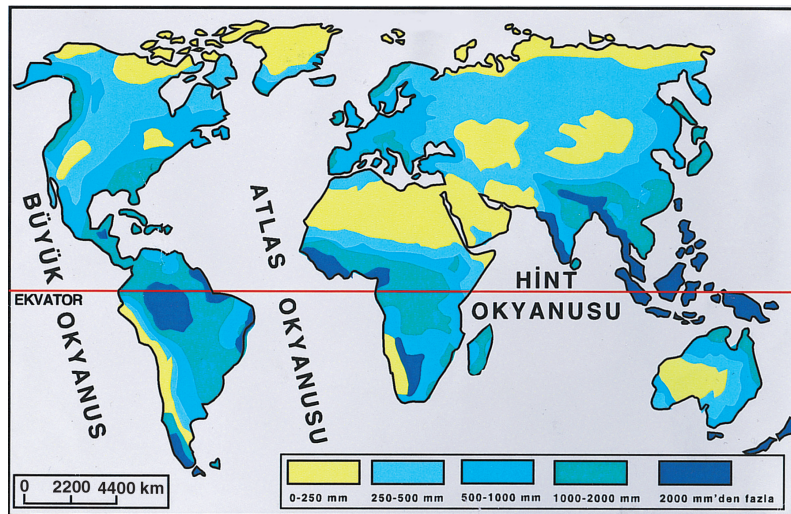 BÜYÜK OKYANUS
ATLAS OKYANUSU
HİNT
OKYANUSU
EKVATOR
0 2200 4400 km
0-250 mm
250-500 mm
500-1000 mm
1000-2000 mm
2000 mm'den fazla